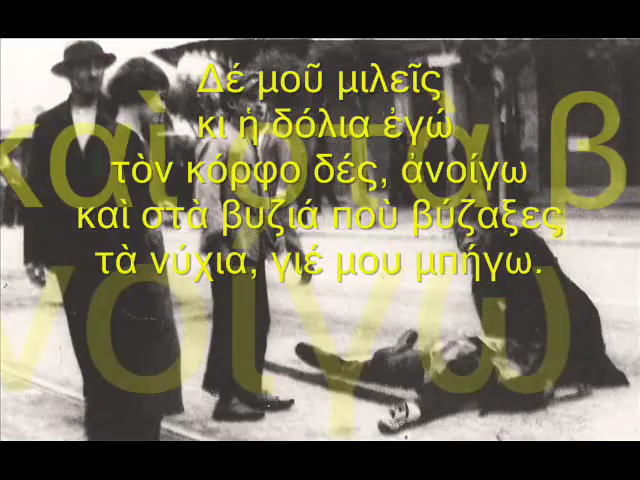 Δέ μοῦ μιλεῖς
κι ἡ δόλια ἐγώ
τὸν κόρφο δές, ἀνοίγω
καὶ στὰ βυζιά ποὺ βύζαξες
τὰ νύχια, γιέ μου μπήγω.